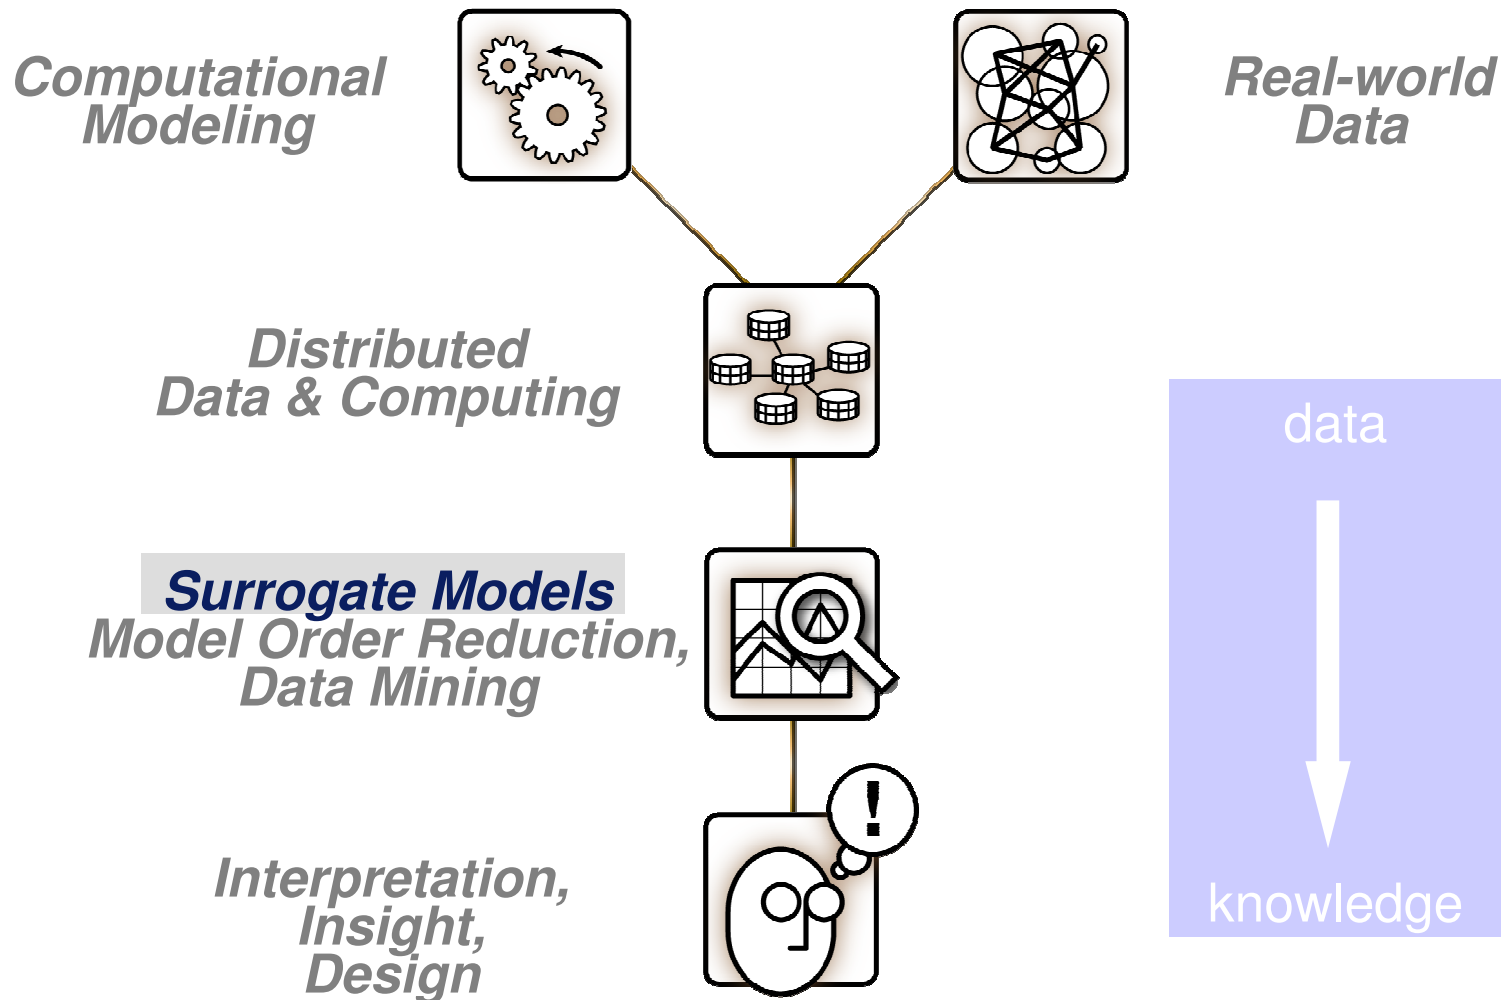 Computational
Modeling
Real-world
Data
Distributed
Data & Computing
data
Surrogate Models
Model Order Reduction,
Data Mining
!
Interpretation,
Insight,
Design
knowledge